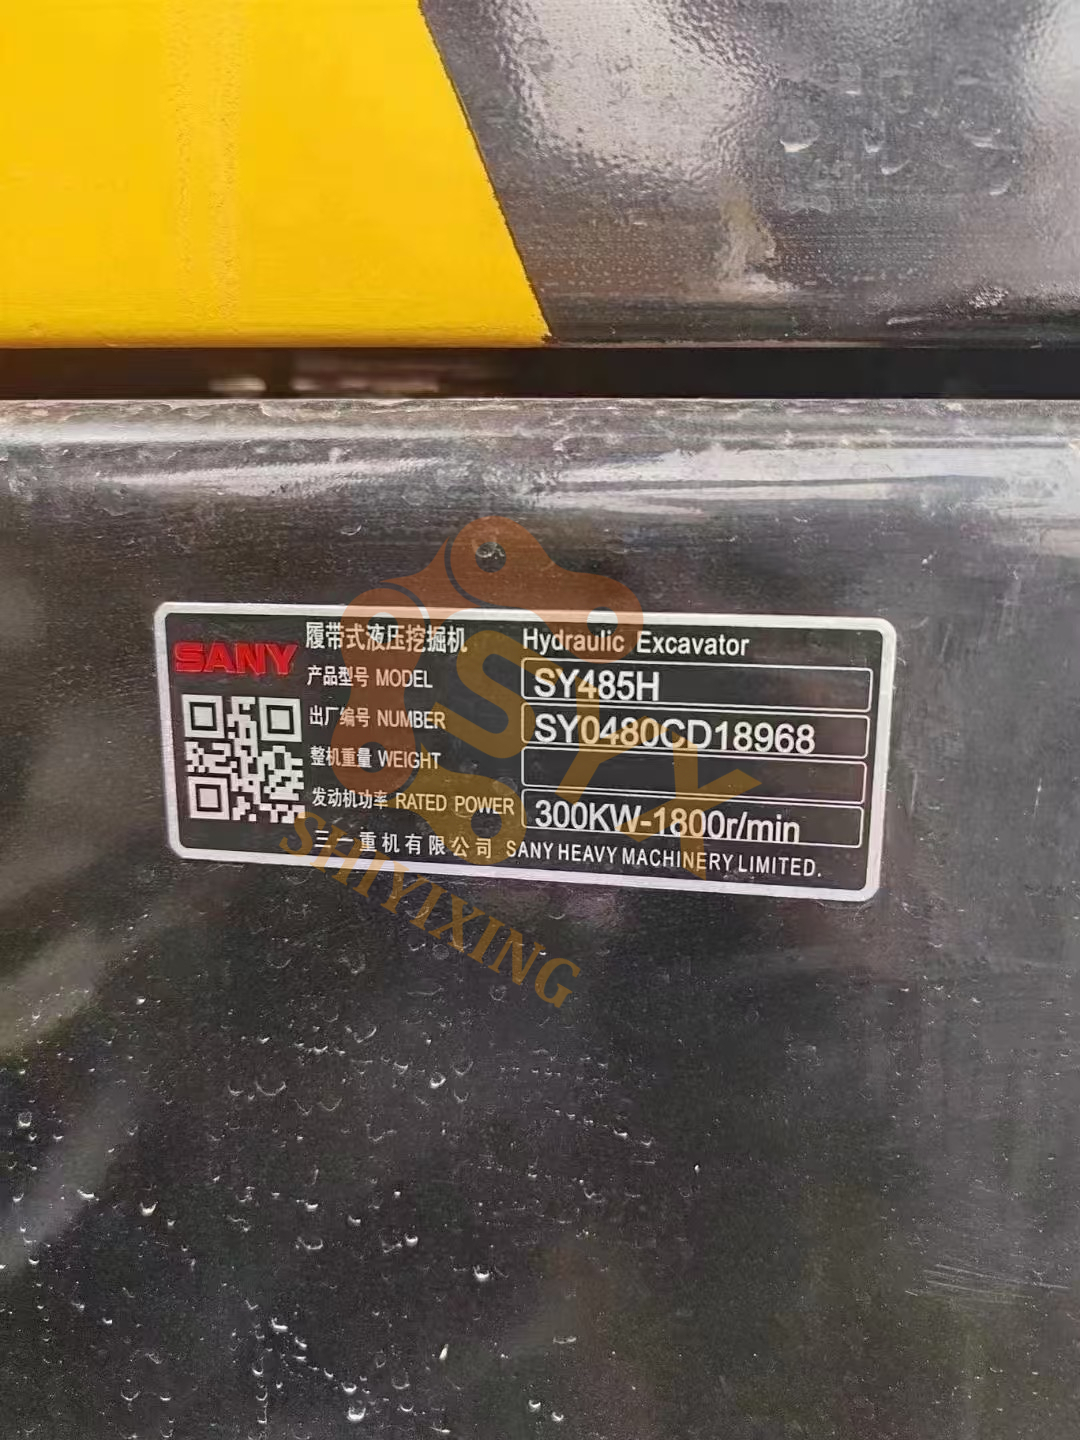 SANY
履带式液压挖掘机 Hydraulic Excavator
产品型号 MODEL SY485H
出厂编号 NUMBER SY0480CD18968
整机重量 WEIGHT
发动机功率 RATED POWER 300KW-1800r/min
三一重机有限公司 SANY HEAVY MACHINERY LIMITED.
SYX
SHIYIXING